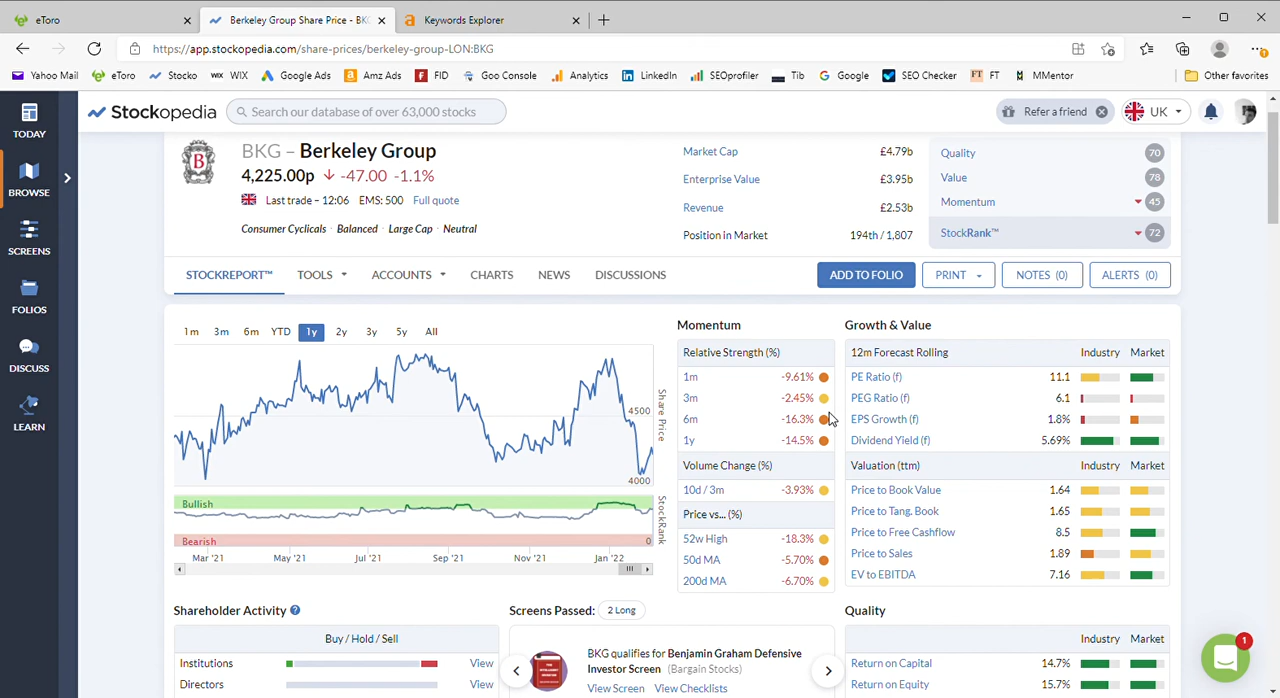 eToro
Berkeley Group Share Price - BKG
Keywords Explorer
https://app.stockopedia.com/share-prices/berkeley-group-LON:BKG
Yahoo Mail eToro Stocko WIX WIX Google Ads Amz Ads FID Goo Console Analytics LinkedIn SEOprofiler Tib Google SEO Checker FT FT MMentor Other favorites
Stockopedia
Search our database of over 63,000 stocks
Refer a friend
UK
TODAY
BROWSE
SCREENS
FOLIOS
DISCUSS
LEARN
B
BKG – Berkeley Group
4,225.00p -47.00 -1.1%
Last trade - 12:06 EMS: 500 Full quote
Consumer Cyclicals · Balanced · Large Cap · Neutral
Market Cap £4.79b
Enterprise Value £3.95b
Revenue £2.53b
Position in Market 194th / 1,807
Quality 70
Value 78
Momentum 45
StockRank™ 72
STOCKREPORT™ TOOLS ACCOUNTS CHARTS NEWS DISCUSSIONS
ADD TO FOLIO PRINT NOTES (0) ALERTS (0)
1m 3m 6m YTD 1y 2y 3y 5y All
4500
4000
Share Price
Bullish
Bearish
0
StockRank
Mar '21 May '21 Jul '21 Sep '21 Nov '21 Jan '22
Momentum
Relative Strength (%)
1m -9.61%
3m -2.45%
6m -16.3%
1y -14.5%
Volume Change (%)
10d / 3m -3.93%
Price vs... (%)
52w High -18.3%
50d MA -5.70%
200d MA -6.70%
Growth & Value
12m Forecast Rolling Industry Market
PE Ratio (f) 11.1
PEG Ratio (f) 6.1
EPS Growth (f) 1.8%
Dividend Yield (f) 5.69%
Valuation (ttm) Industry Market
Price to Book Value 1.64
Price to Tang. Book 1.65
Price to Free Cashflow 8.5
Price to Sales 1.89
EV to EBITDA 7.16
Shareholder Activity ?
Buy / Hold / Sell
Institutions View
Directors View
Screens Passed: 2 Long
BKG qualifies for Benjamin Graham Defensive
Investor Screen (Bargain Stocks)
View Screen View Checklists
Quality
Industry Market
Return on Capital 14.7%
Return on Equity 15.7%
1